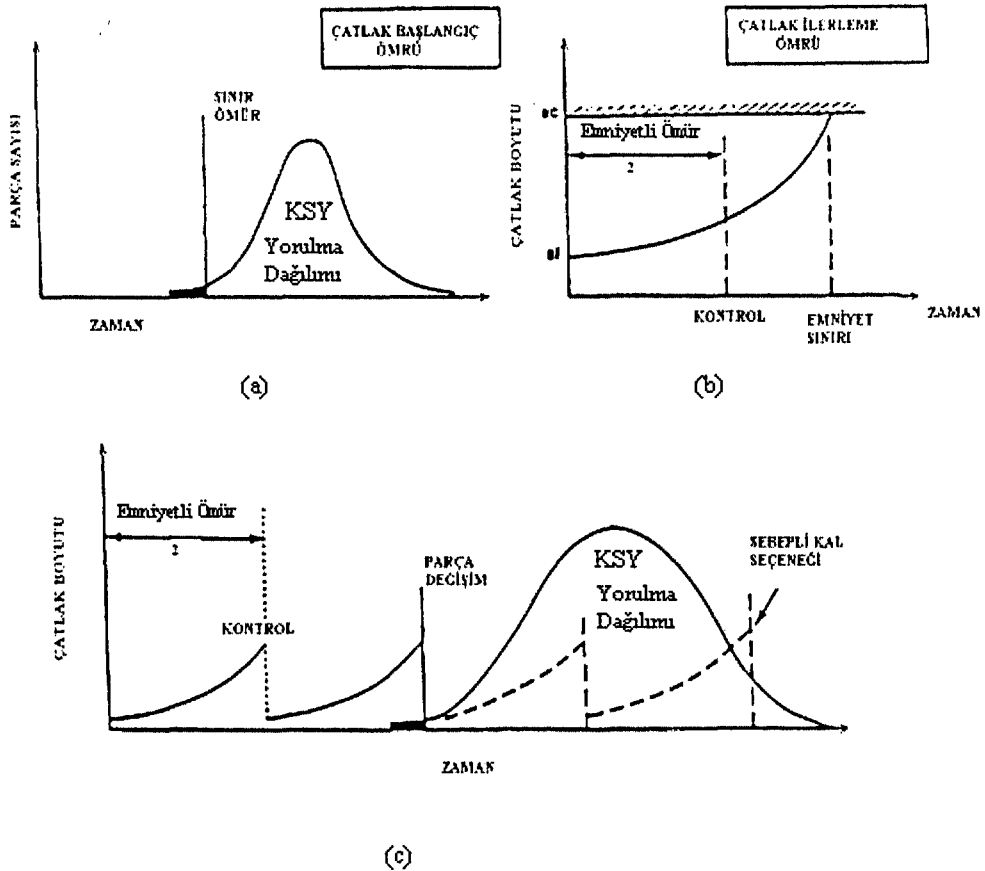 ÇATLAK BAŞLANGIÇ
ÖMRÜ
SINIR
ÖMÜR
PARÇA SAYISI
KSY
Yorulma
Dağılımı
ZAMAN
(a)
ÇATLAK İLERLEME
ÖMRÜ
ac
Emniyetli Ömür
2
ÇATLAK BOYUTU
KONTROL
EMNİYET
SINIRI
ZAMAN
(b)
Emniyetli Ömür
2
KONTROL
PARÇA
DEĞİŞİM
KSY
Yorulma
Dağılımı
SEBEPLİ KAL
SEÇENEĞİ
ÇATLAK BOYUTU
ZAMAN
(c)